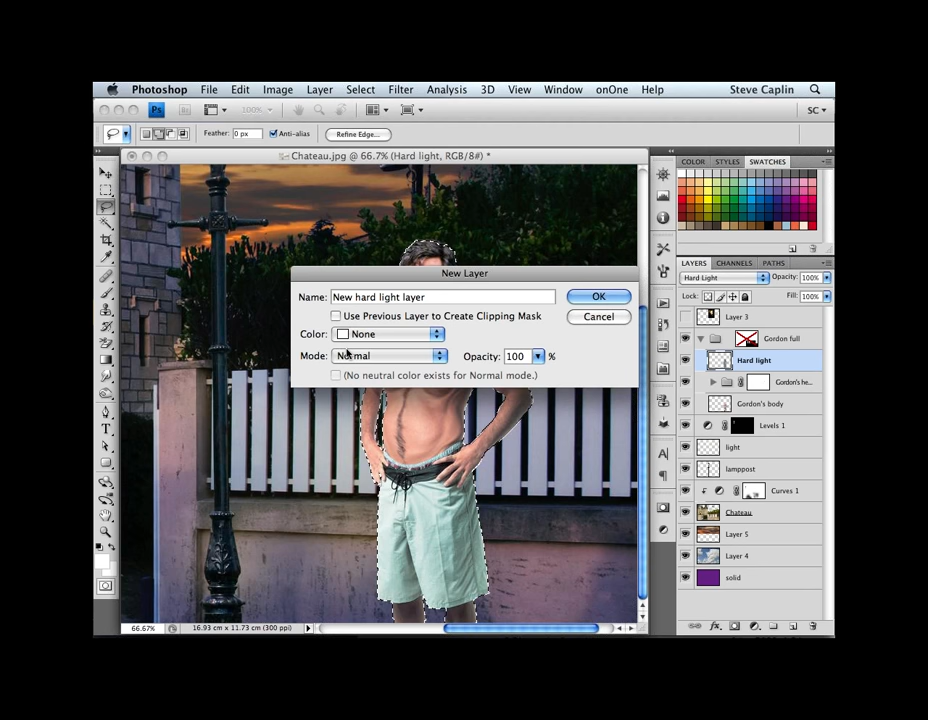 Photoshop File Edit Image Layer Select Filter Analysis 3D View Window onOne Help Steve Caplin
Ps Br 100% SC
Feather: 0 px Anti-alias Refine Edge...
Chateau.jpg @ 66.7% (Hard light, RGB/8#) *
COLOR STYLES SWATCHES
LAYERS CHANNELS PATHS
Hard Light Opacity: 100%
Lock: Fill: 100%
Layer 3
Gordon full
Hard light
Gordon's he...
Gordon's body
Levels 1
light
lamppost
Curves 1
Chateau
Layer 5
Layer 4
solid
New Layer
Name: New hard light layer OK
Use Previous Layer to Create Clipping Mask Cancel
Color: None
Mode: Normal Opacity: 100 %
(No neutral color exists for Normal mode.)
66.67% 16.93 cm x 11.73 cm (300 ppi)